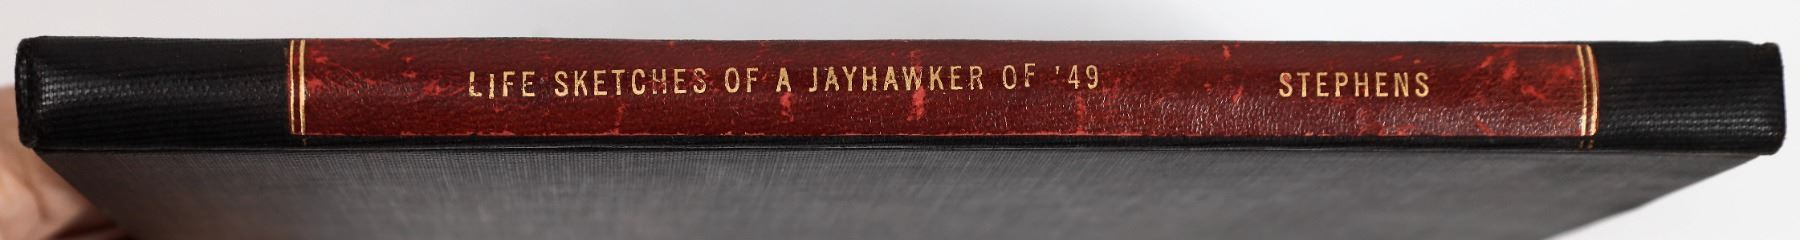 LIFE SKETCHES OF A JAYHAWKER OF '49 STEPHENS